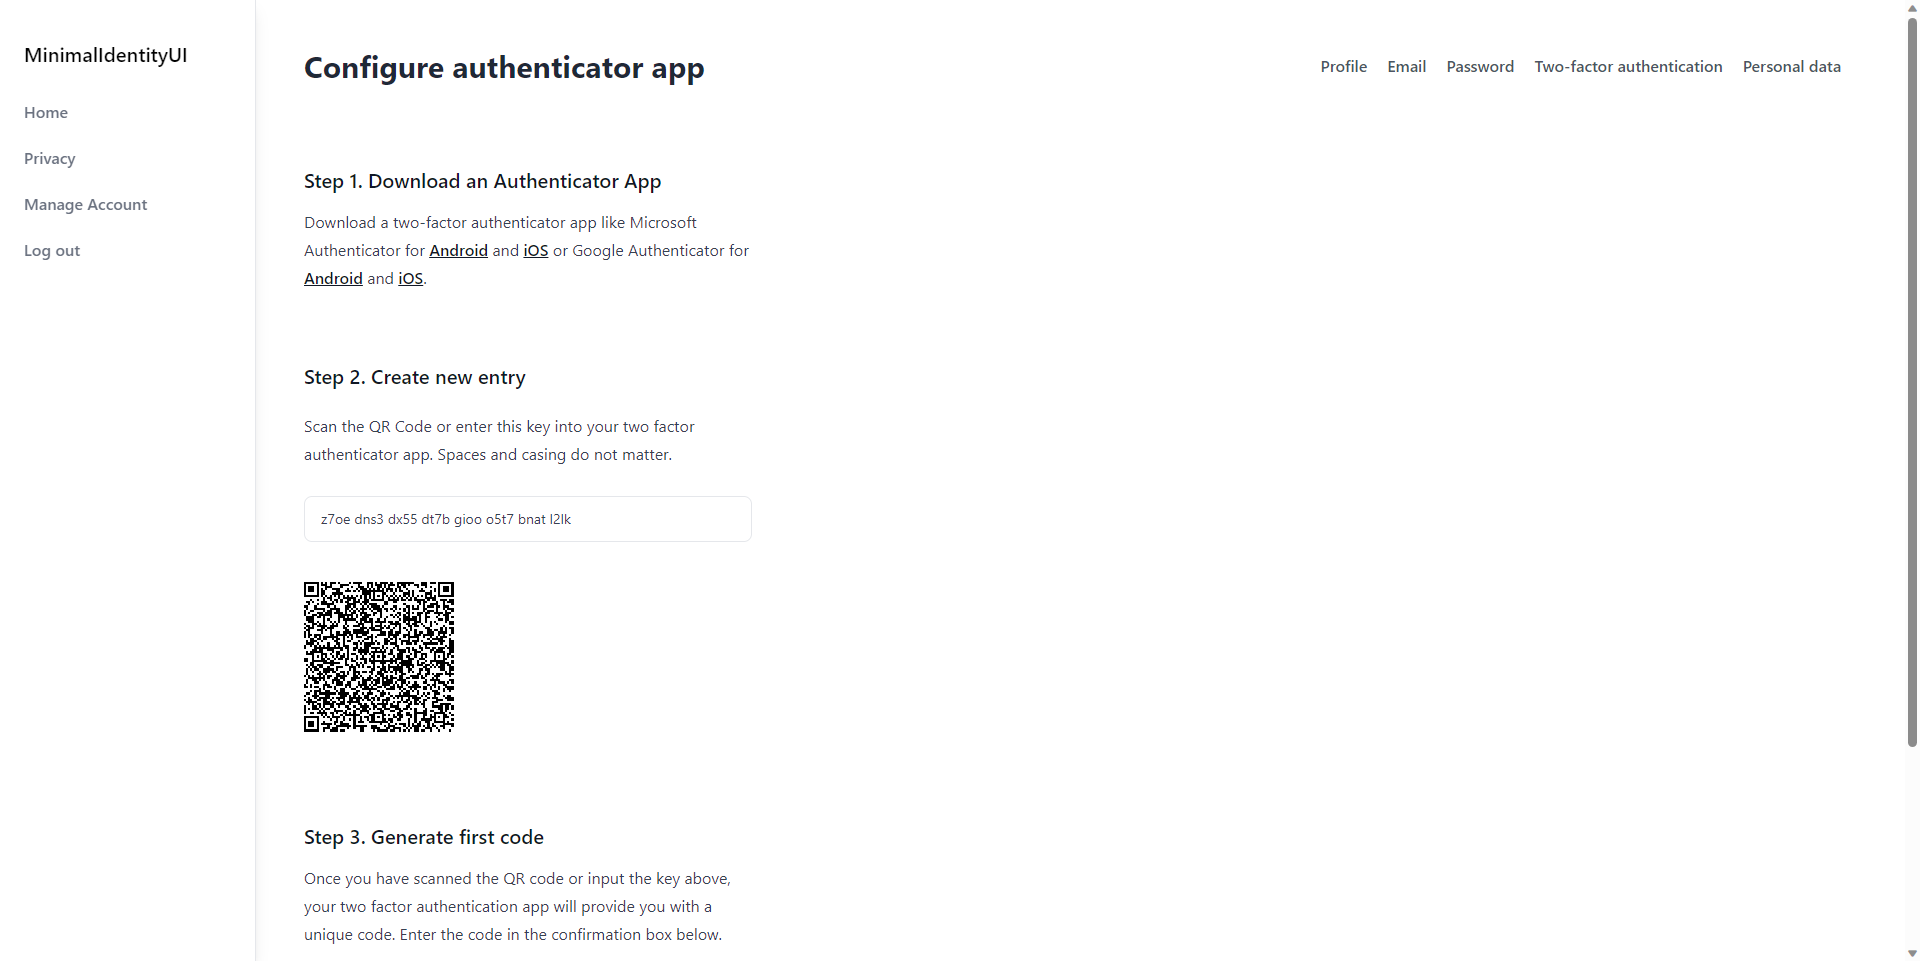 MinimalIdentityUI
Home
Privacy
Manage Account
Log out
Configure authenticator app
Profile Email Password Two-factor authentication Personal data
Step 1. Download an Authenticator App
Download a two-factor authenticator app like Microsoft
Authenticator for Android and iOS or Google Authenticator for
Android and iOS.
Step 2. Create new entry
Scan the QR Code or enter this key into your two factor
authenticator app. Spaces and casing do not matter.
z7oe dns3 dx55 dt7b gioo o5t7 bnat l2lk
Step 3. Generate first code
Once you have scanned the QR code or input the key above,
your two factor authentication app will provide you with a
unique code. Enter the code in the confirmation box below.